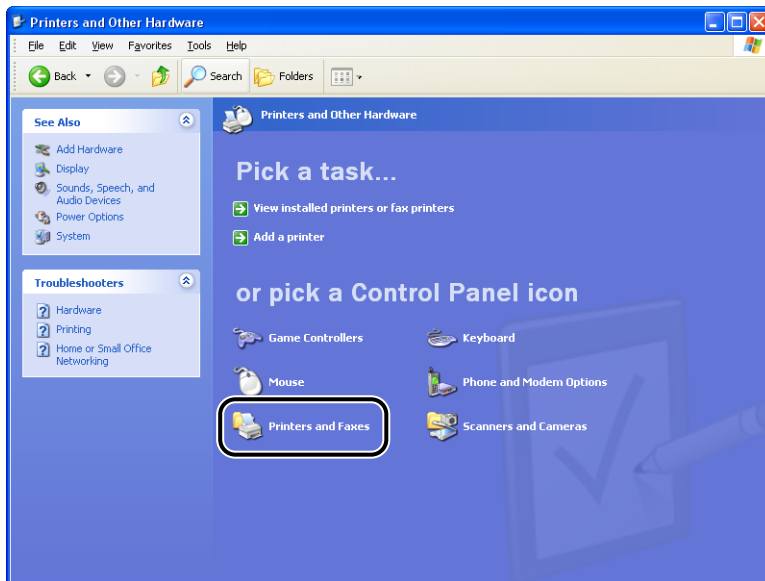 Printers and Other Hardware
File Edit View Favorites Tools Help
Back Search Folders
See Also
Add Hardware
Display
Sounds, Speech, and
Audio Devices
Power Options
System
Troubleshooters
Hardware
Printing
Home or Small Office
Networking
Printers and Other Hardware
Pick a task...
View installed printers or fax printers
Add a printer
or pick a Control Panel icon
Game Controllers
Keyboard
Mouse
Phone and Modem Options
Printers and Faxes
Scanners and Cameras